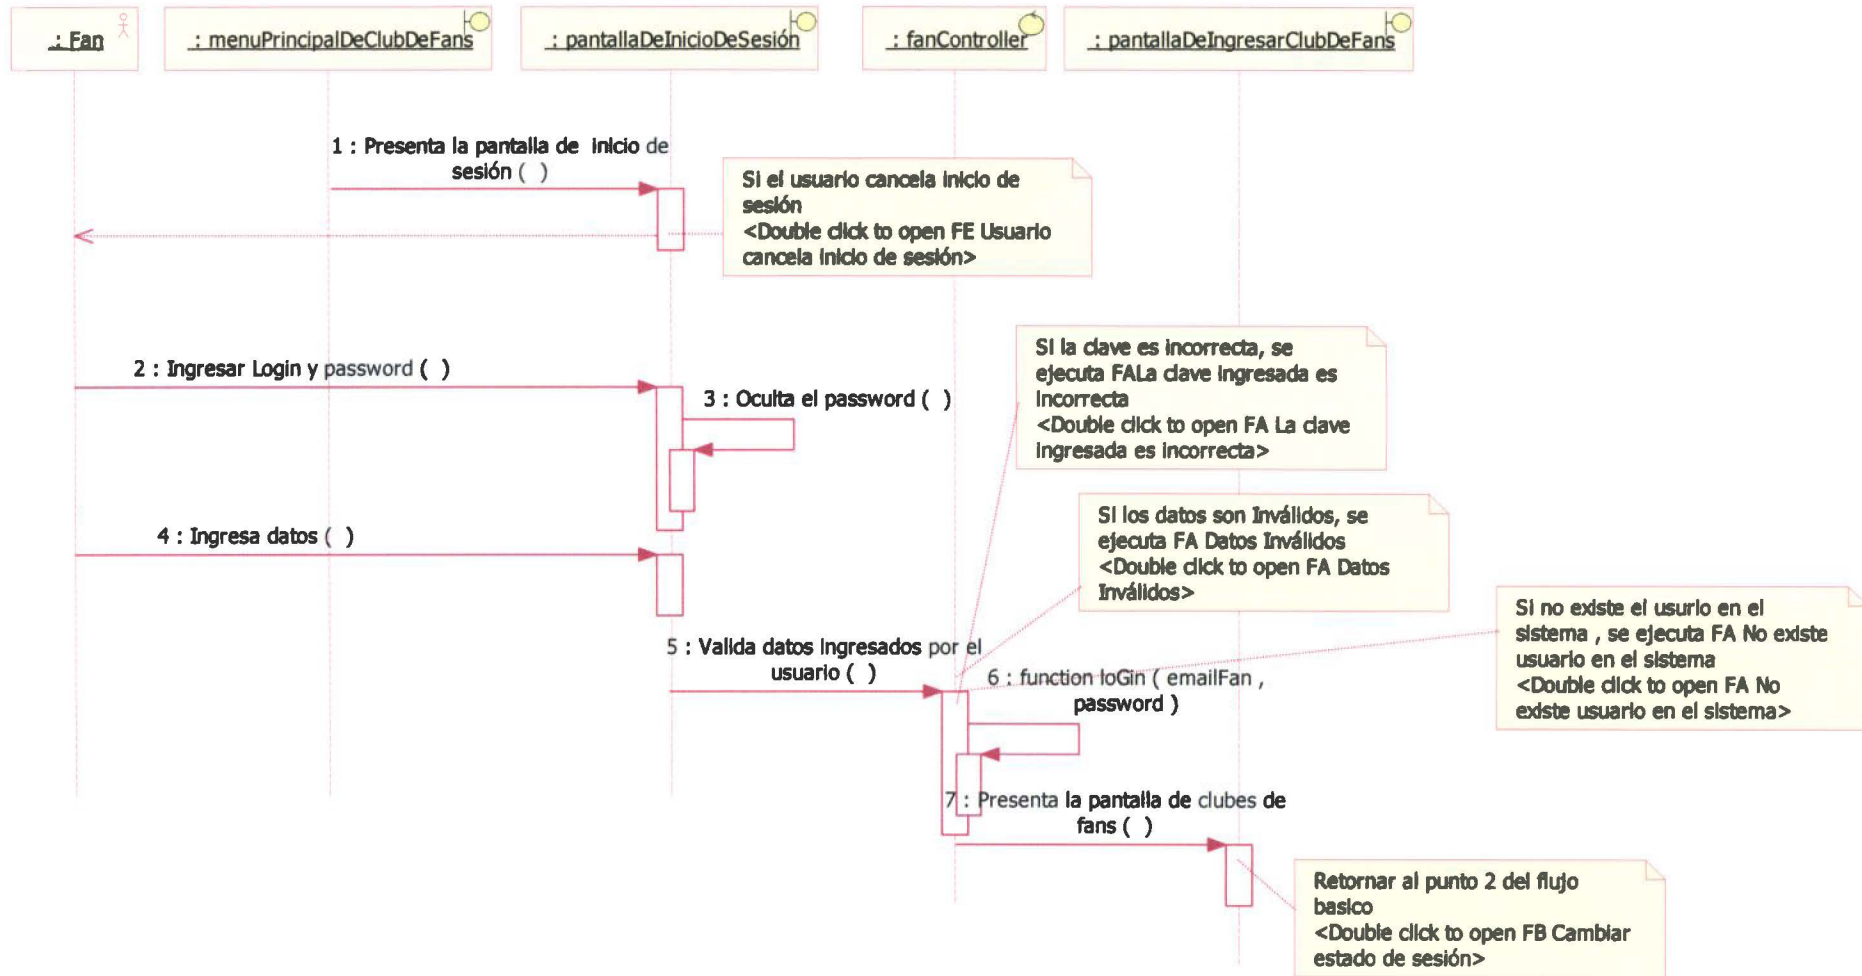 : Fan
: menuPrincipalDeClubDeFans
: pantallaDeInicioDeSesión
: fanController
: pantallaDeIngresarClubDeFans
1 : Presenta la pantalla de inicio de
sesión ( )
Si el usuario cancela inicio de
sesión
<Double click to open FE Usuario
cancela inicio de sesión>
2 : Ingresar Login y password ( )
3 : Oculta el password ( )
Si la clave es incorrecta, se
ejecuta FALa clave ingresada es
incorrecta
<Double click to open FA La clave
ingresada es incorrecta>
4 : Ingresa datos ( )
Si los datos son Inválidos, se
ejecuta FA Datos Inválidos
<Double click to open FA Datos
Inválidos>
Si no existe el usurio en el
sistema , se ejecuta FA No existe
usuario en el sistema
<Double click to open FA No
existe usuario en el sistema>
5 : Valida datos ingresados por el
usuario ( )
6 : function loGin ( emailFan ,
password )
7 : Presenta la pantalla de clubes de
fans ( )
Retornar al punto 2 del flujo
basico
<Double click to open FB Cambiar
estado de sesión>